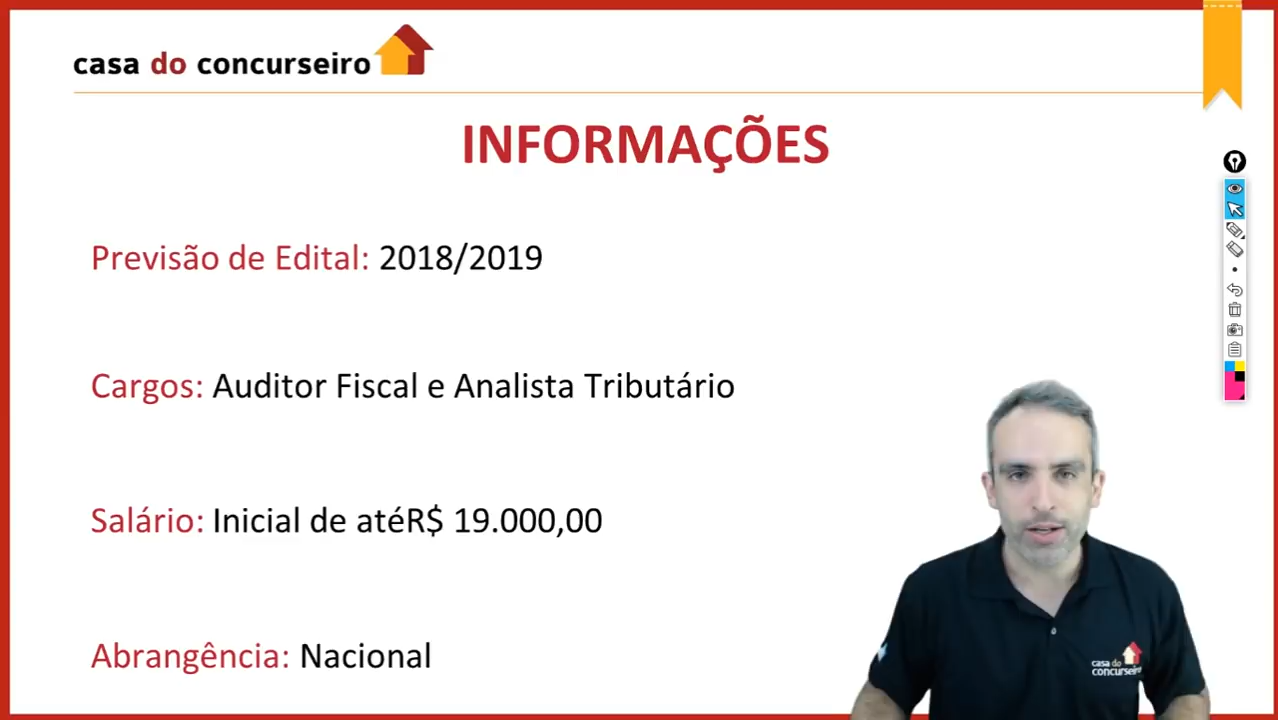 casa do concurseiro
INFORMAÇÕES
Previsão de Edital: 2018/2019
Cargos: Auditor Fiscal e Analista Tributário
Salário: Inicial de atéR$ 19.000,00
Abrangência: Nacional
casa do
concurseiro